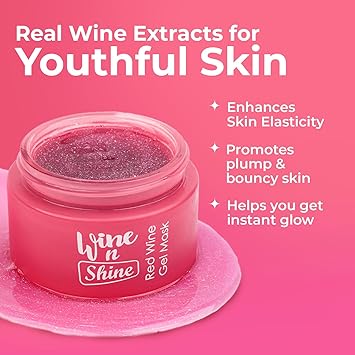 Real Wine Extracts for
Youthful Skin
Enhances
Skin Elasticity
Promotes
plump &
bouncy skin
Helps you get
instant glow
Wine
n
Shine
Red Wine
Gel Mask